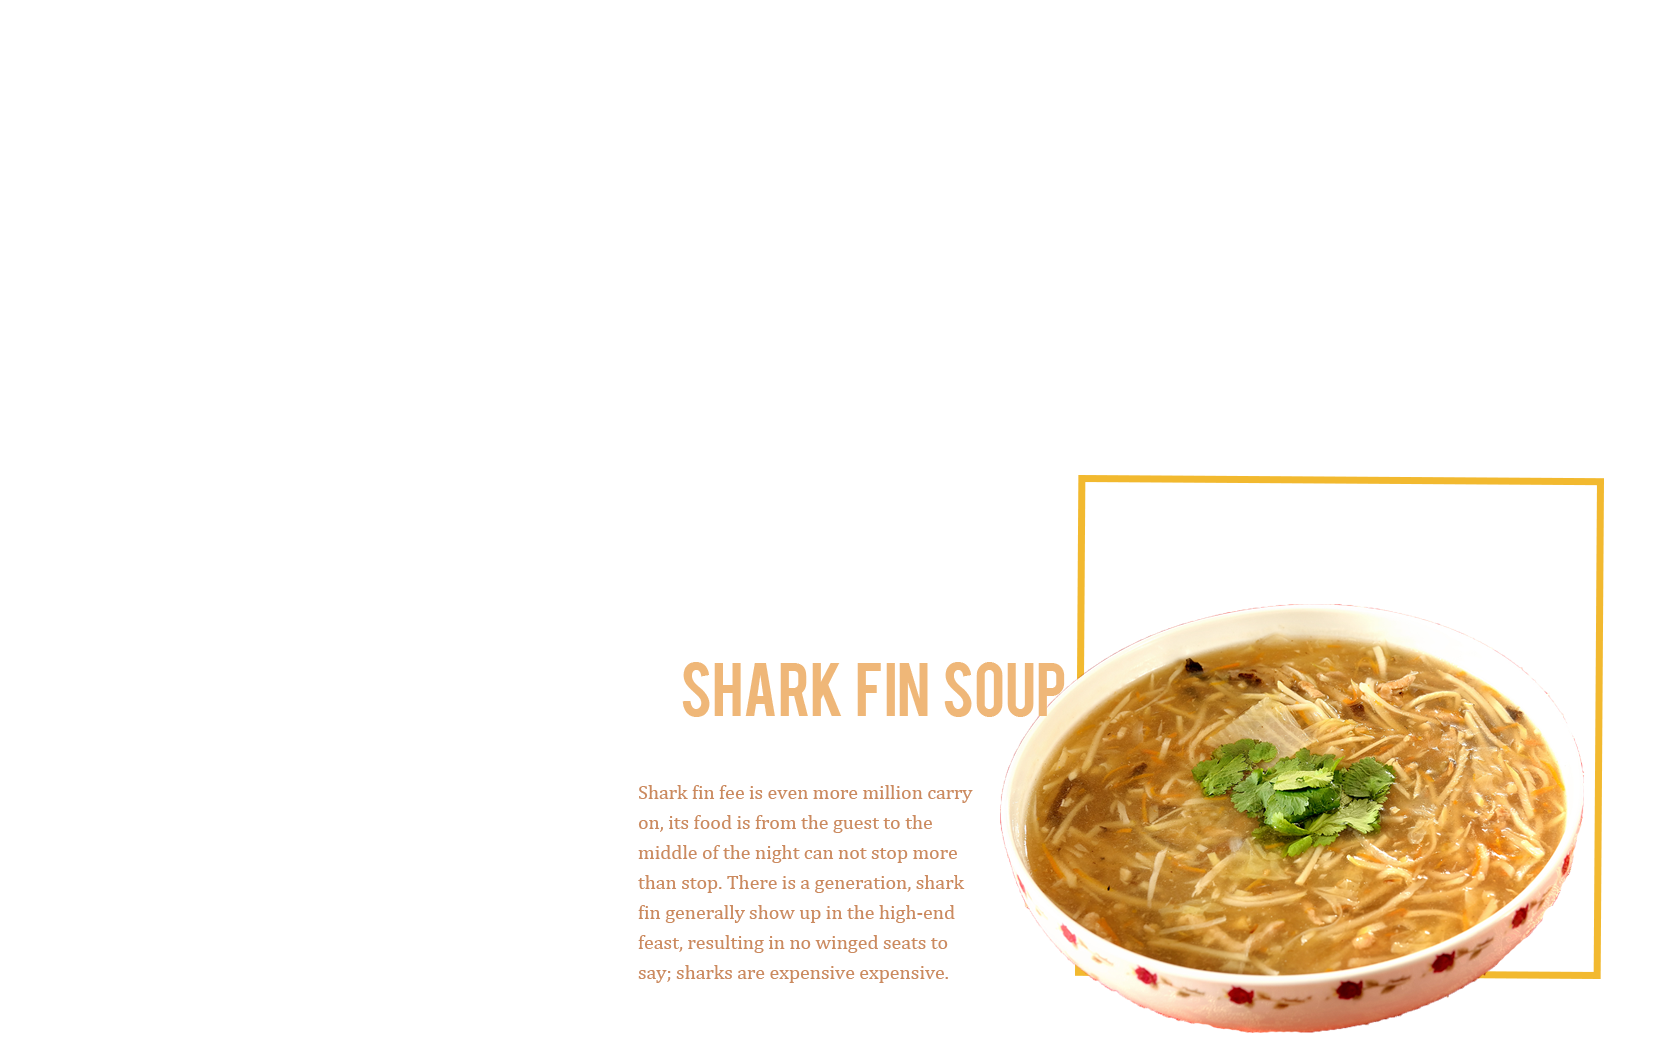 SHARK FIN SOUP
Shark fin fee is even more million carry
on, its food is from the guest to the
middle of the night can not stop more
than stop. There is a generation, shark
fin generally show up in the high-end
feast, resulting in no winged seats to
say; sharks are expensive expensive.